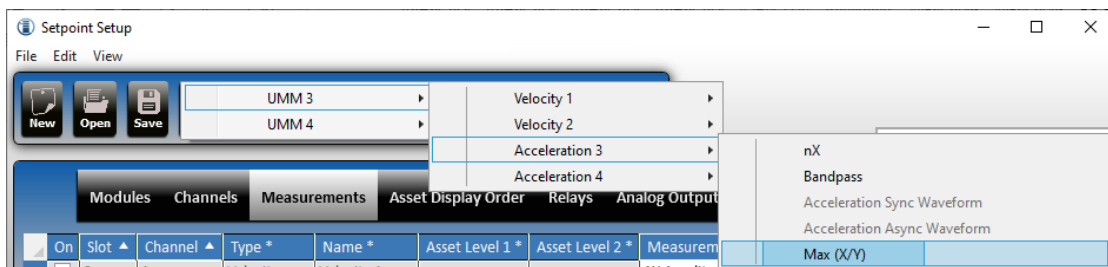 Setpoint Setup
File Edit View
New Open Save
UMM 3
UMM 4
Velocity 1
Velocity 2
Acceleration 3
Acceleration 4
nX
Bandpass
Acceleration Sync Waveform
Acceleration Async Waveform
Max (X/Y)
Modules Channels Measurements Asset Display Order Relays Analog Output
On Slot Channel Type * Name * Asset Level 1 * Asset Level 2 * Measurem